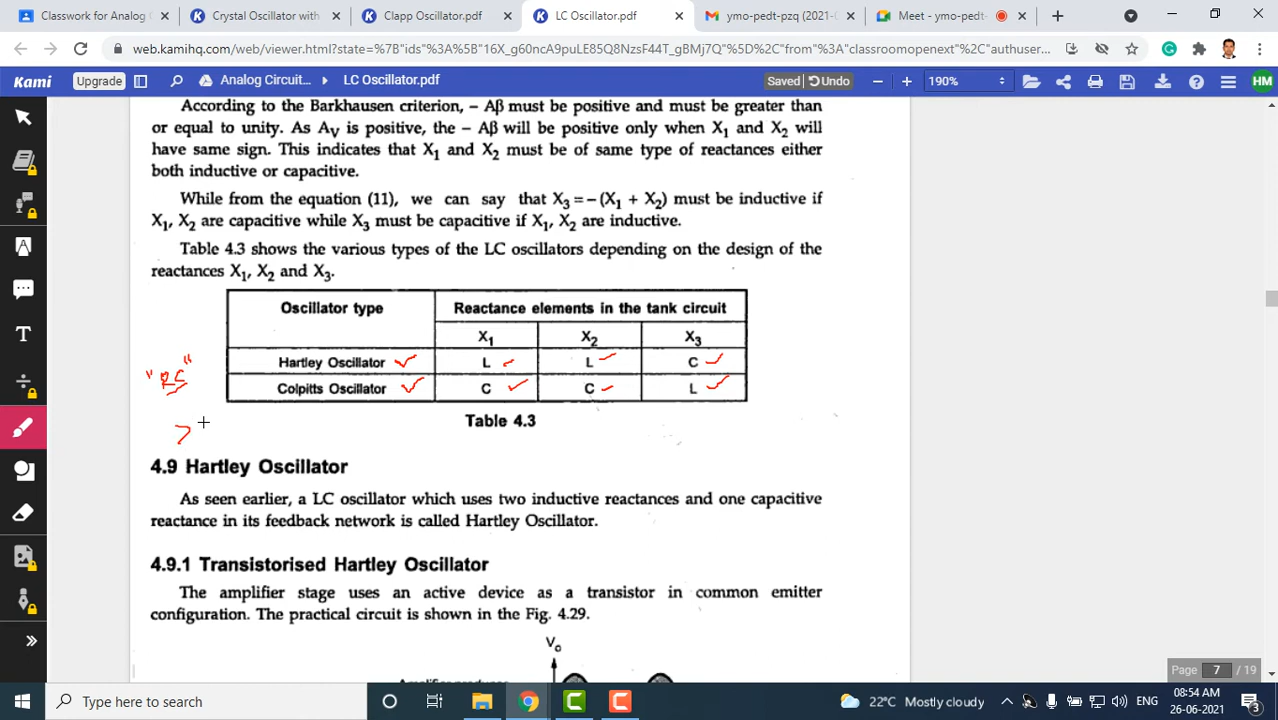 Classwork for Analog C
Crystal Oscillator with
Clapp Oscillator.pdf
LC Oscillator.pdf
ymo-pedt-pzq (2021-0
Meet - ymo-pedt-
web.kamihq.com/web/viewer.html?state=%7B"ids"%3A%5B"16X_g60ncA9puLE85Q8NzsF44T_gBMj7Q"%5D%2C"from"%3A"classroomopenext"%2C"authuser...
Kami
Upgrade
Analog Circuit...
LC Oscillator.pdf
Saved
Undo
190%
HM
According to the Barkhausen criterion, – Aβ must be positive and must be greater than
or equal to unity. As AV is positive, the – Aβ will be positive only when X1 and X2 will
have same sign. This indicates that X1 and X2 must be of same type of reactances either
both inductive or capacitive.
While from the equation (11), we can say that X3 = – (X1 + X2) must be inductive if
X1, X2 are capacitive while X3 must be capacitive if X1, X2 are inductive.
Table 4.3 shows the various types of the LC oscillators depending on the design of the
reactances X1, X2 and X3.
Oscillator type
Reactance elements in the tank circuit
X1 X2 X3
Hartley Oscillator L L C
"RC"
Colpitts Oscillator C C L
Table 4.3
4.9 Hartley Oscillator
As seen earlier, a LC oscillator which uses two inductive reactances and one capacitive
reactance in its feedback network is called Hartley Oscillator.
4.9.1 Transistorised Hartley Oscillator
The amplifier stage uses an active device as a transistor in common emitter
configuration. The practical circuit is shown in the Fig. 4.29.
Vo
Page 7 / 19
Type here to search
22°C Mostly cloudy
ENG
08:54 AM
26-06-2021
3